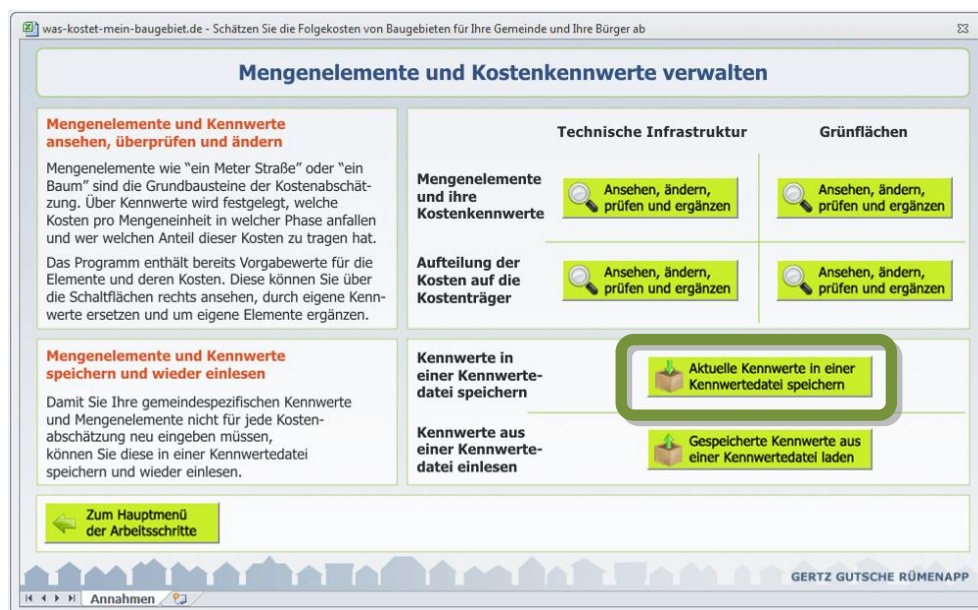 was-kostet-mein-baugebiet.de - Schätzen Sie die Folgekosten von Baugebieten für Ihre Gemeinde und Ihre Bürger ab
Mengenelemente und Kostenkennwerte verwalten
Mengenelemente und Kennwerte
ansehen, überprüfen und ändern
Mengenelemente wie "ein Meter Straße" oder "ein
Baum" sind die Grundbausteine der Kostenabschät-
zung. Über Kennwerte wird festgelegt, welche
Kosten pro Mengeneinheit in welcher Phase anfallen
und wer welchen Anteil dieser Kosten zu tragen hat.
Das Programm enthält bereits Vorgabewerte für die
Elemente und deren Kosten. Diese können Sie über
die Schaltflächen rechts ansehen, durch eigene Kenn-
werte ersetzen und um eigene Elemente ergänzen.
Technische Infrastruktur
Grünflächen
Mengenelemente
und ihre
Kostenkennwerte
Ansehen, ändern,
prüfen und ergänzen
Ansehen, ändern,
prüfen und ergänzen
Aufteilung der
Kosten auf die
Kostenträger
Ansehen, ändern,
prüfen und ergänzen
Ansehen, ändern,
prüfen und ergänzen
Mengenelemente und Kennwerte
speichern und wieder einlesen
Damit Sie Ihre gemeindespezifischen Kennwerte
und Mengenelemente nicht für jede Kosten-
abschätzung neu eingeben müssen,
können Sie diese in einer Kennwertedatei
speichern und wieder einlesen.
Kennwerte in
einer Kennwerte-
datei speichern
Aktuelle Kennwerte in einer
Kennwertedatei speichern
Kennwerte aus
einer Kennwerte-
datei einlesen
Gespeicherte Kennwerte aus
einer Kennwertedatei laden
Zum Hauptmenü
der Arbeitsschritte
GERTZ GUTSCHE RÜMENAPP
Annahmen